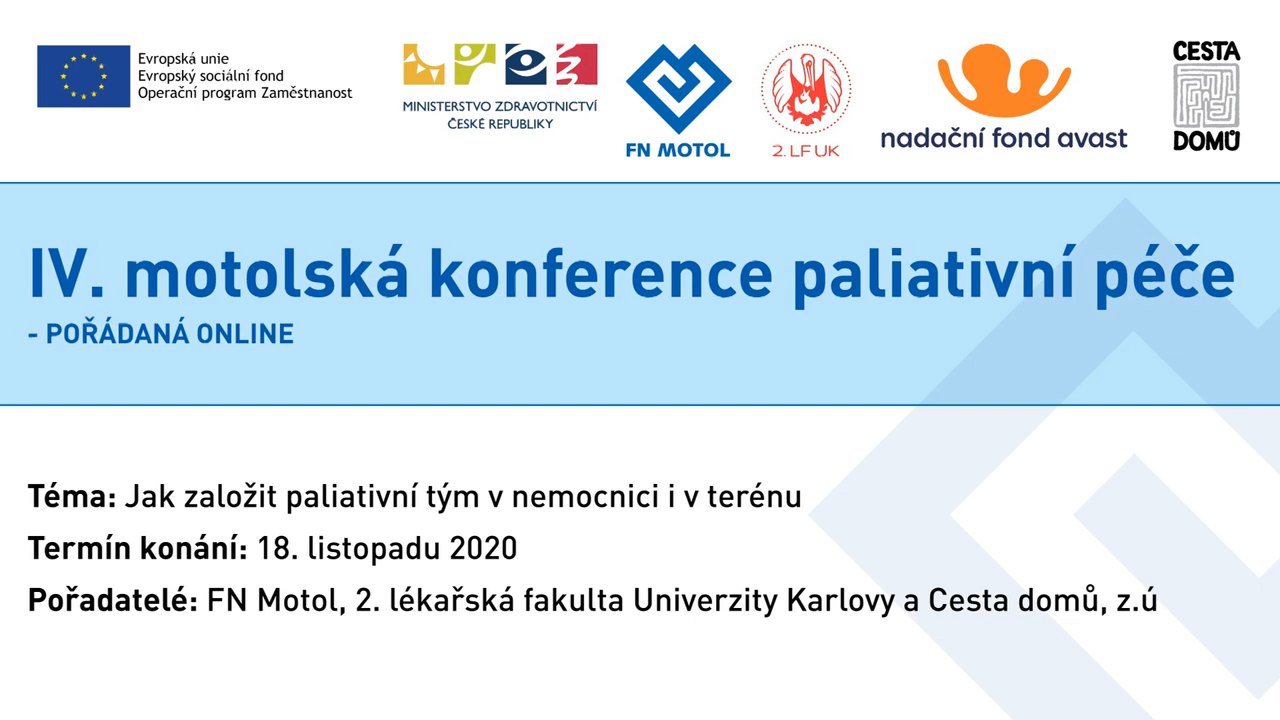 Evropská unie
Evropský sociální fond
Operační program Zaměstnanost
MINISTERSTVO ZDRAVOTNICTVÍ
ČESKÉ REPUBLIKY
FN MOTOL
2. LF UK
nadační fond avast
CESTA
DOMŮ
IV. motolská konference paliativní péče
- POŘÁDANÁ ONLINE
Téma: Jak založit paliativní tým v nemocnici i v terénu
Termín konání: 18. listopadu 2020
Pořadatelé: FN Motol, 2. lékařská fakulta Univerzity Karlovy a Cesta domů, z.ú